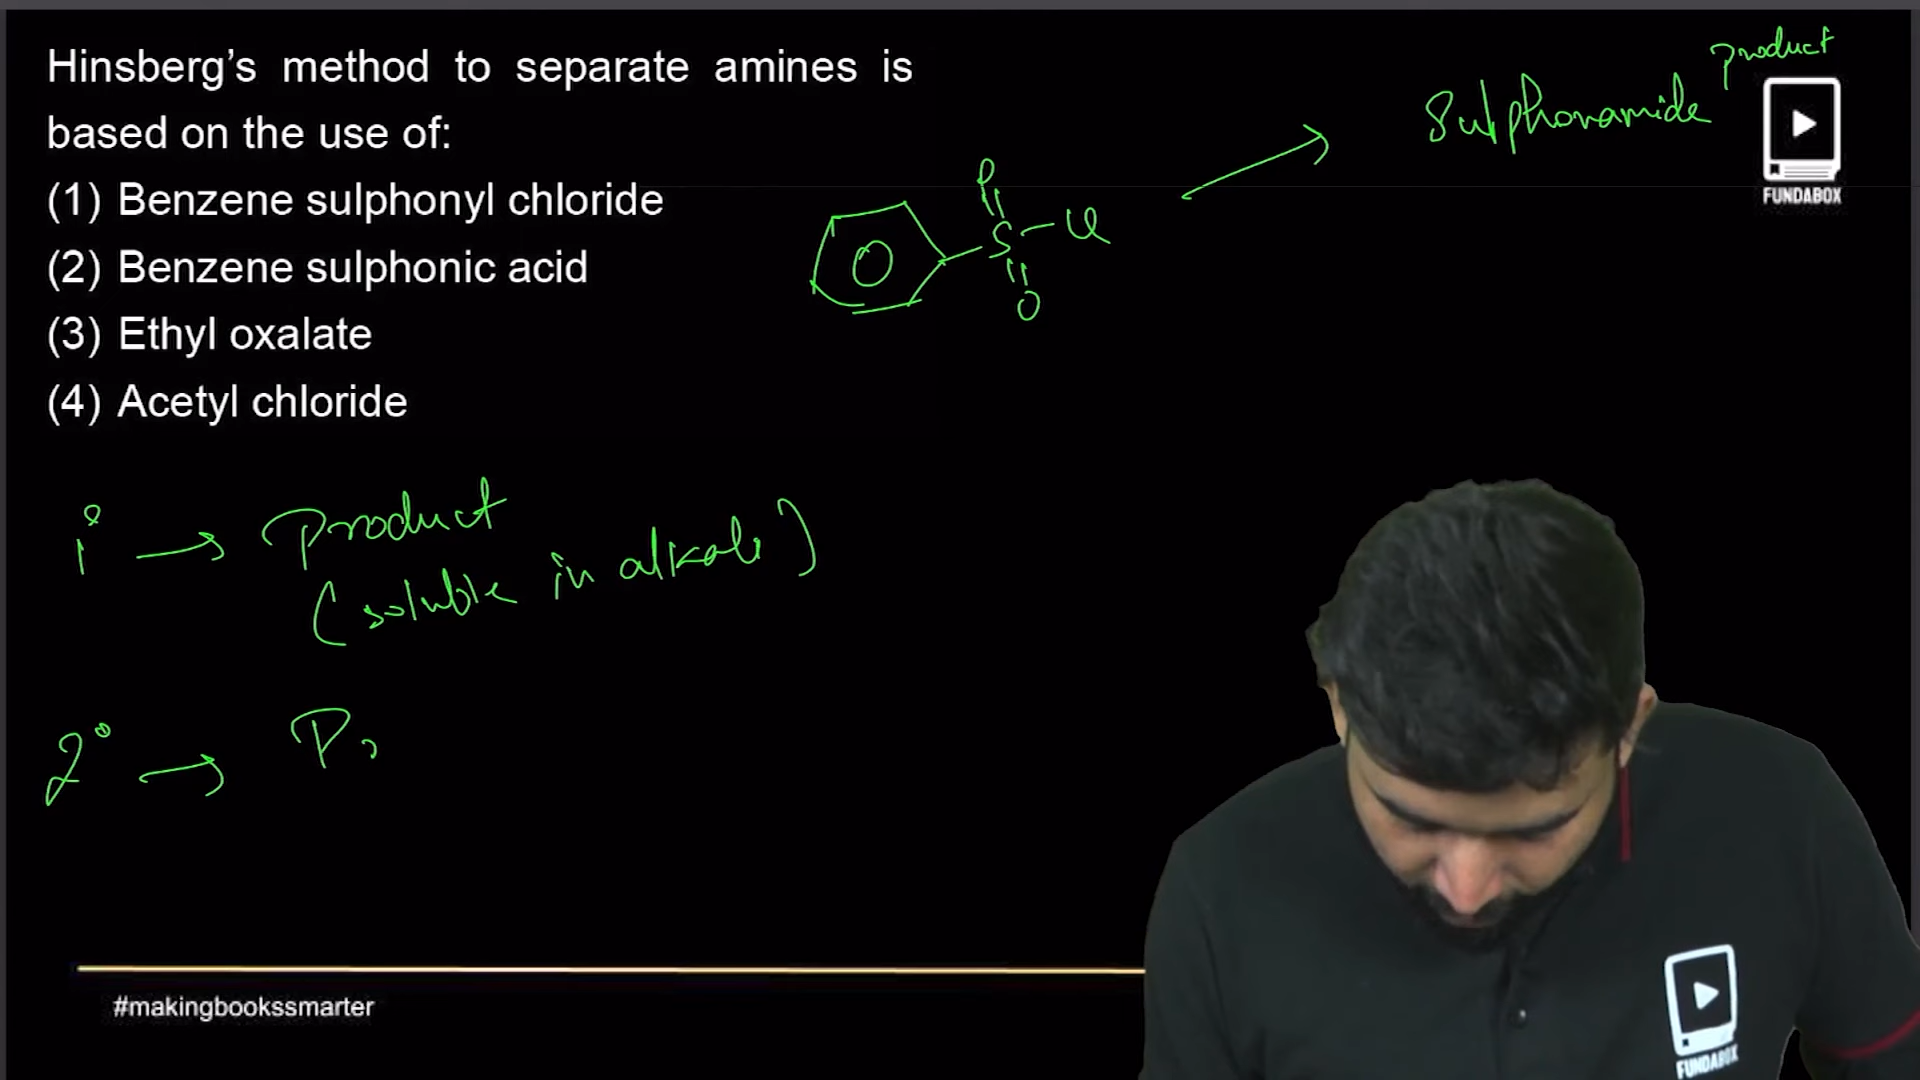 Hinsberg’s method to separate amines is
based on the use of:
(1) Benzene sulphonyl chloride
(2) Benzene sulphonic acid
(3) Ethyl oxalate
(4) Acetyl chloride
S
Cl
O
O
Sulphonamide product
FUNDABOX
1° → Product
(soluble in alkali)
2° → P
#makingbookssmarter
FUNDABOX